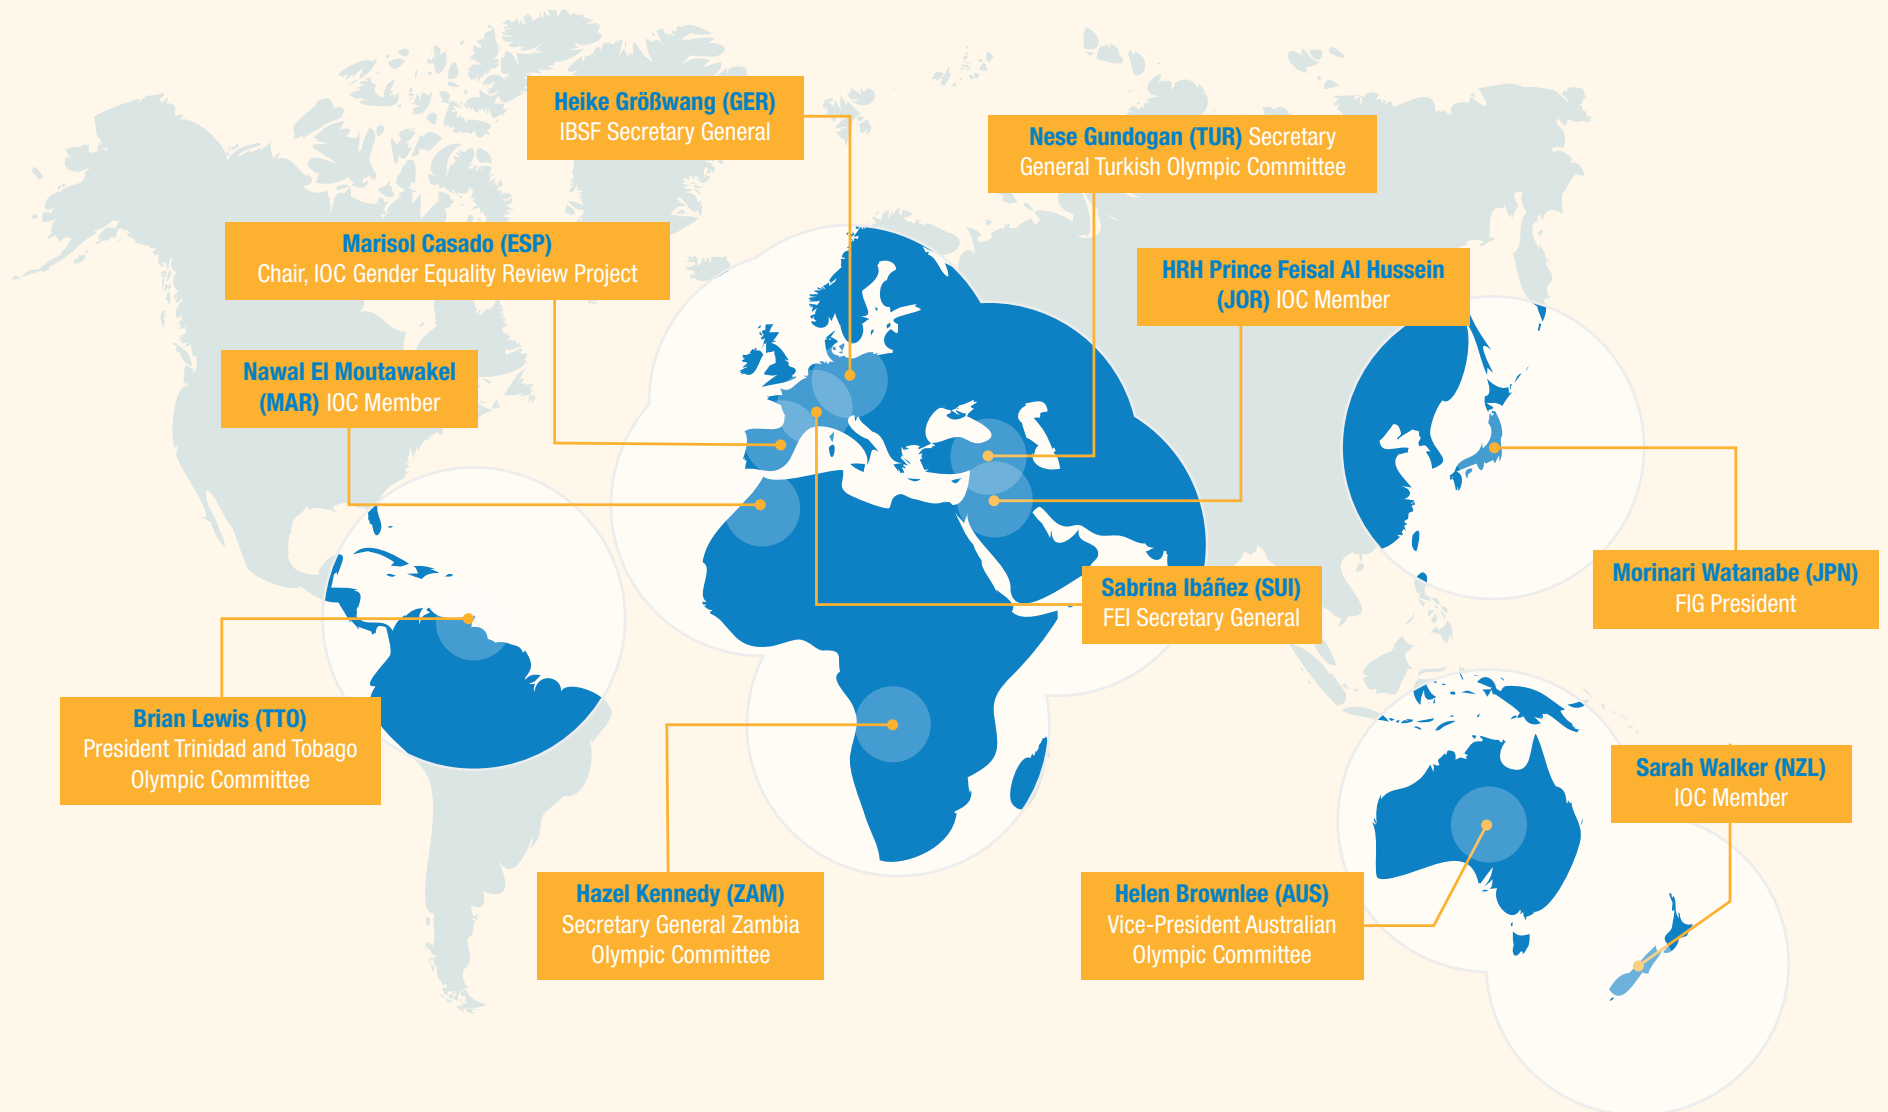 Heike Größwang (GER)
IBSF Secretary General
Nese Gundogan (TUR) Secretary
General Turkish Olympic Committee
Marisol Casado (ESP)
Chair, IOC Gender Equality Review Project
HRH Prince Feisal Al Hussein
(JOR) IOC Member
Nawal El Moutawakel
(MAR) IOC Member
Sabrina Ibáñez (SUI)
FEI Secretary General
Morinari Watanabe (JPN)
FIG President
Brian Lewis (TTO)
President Trinidad and Tobago
Olympic Committee
Sarah Walker (NZL)
IOC Member
Hazel Kennedy (ZAM)
Secretary General Zambia
Olympic Committee
Helen Brownlee (AUS)
Vice-President Australian
Olympic Committee